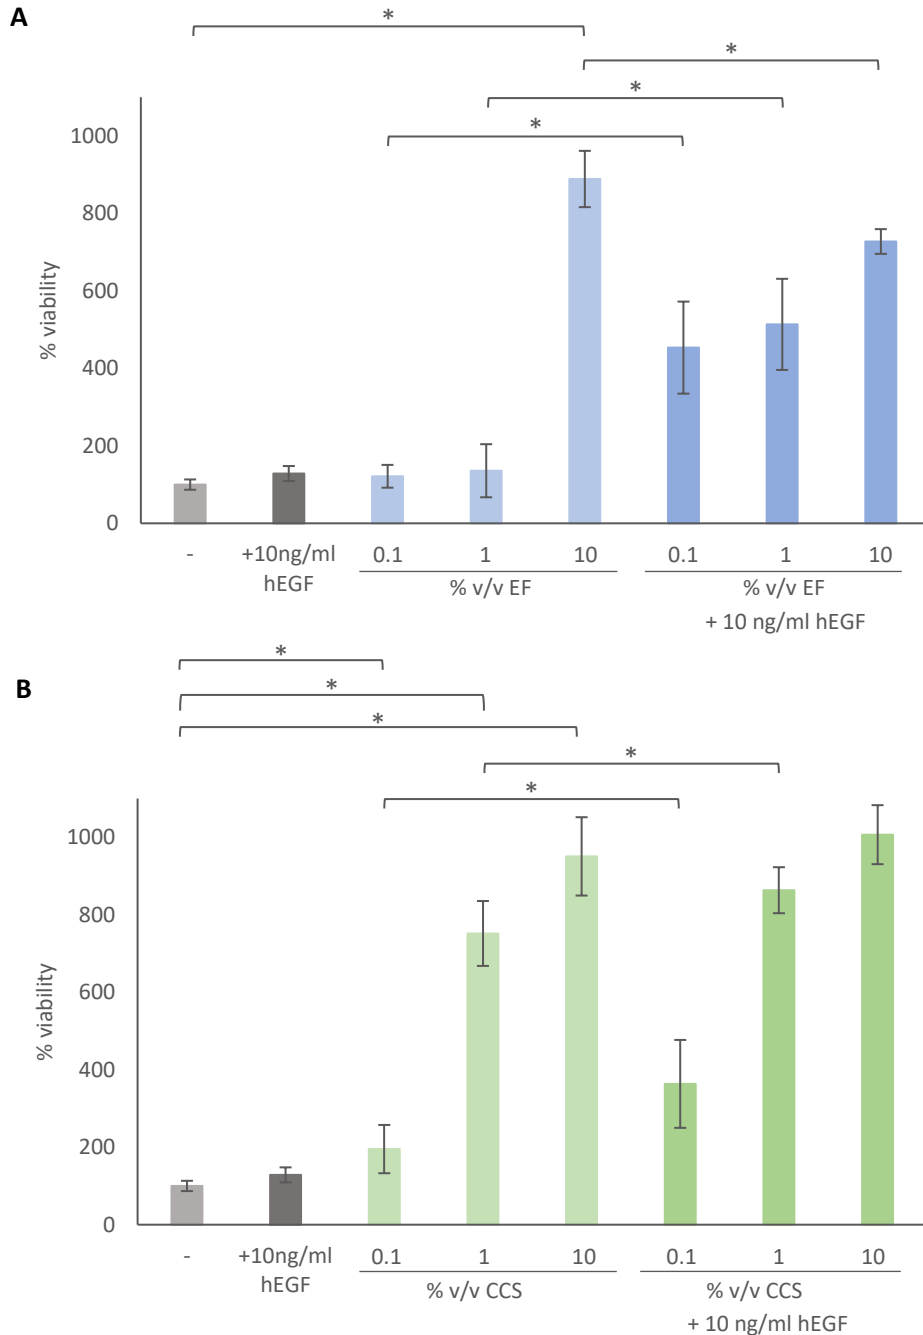 A
*
*
*
*
1000
800
600
400
200
0
% viability
- +10ng/ml 0.1 1 10 0.1 1 10
hEGF % v/v EF % v/v EF
+ 10 ng/ml hEGF
B
*
*
*
*
*
1000
800
600
400
200
0
% viability
- +10ng/ml 0.1 1 10 0.1 1 10
hEGF % v/v CCS % v/v CCS
+ 10 ng/ml hEGF